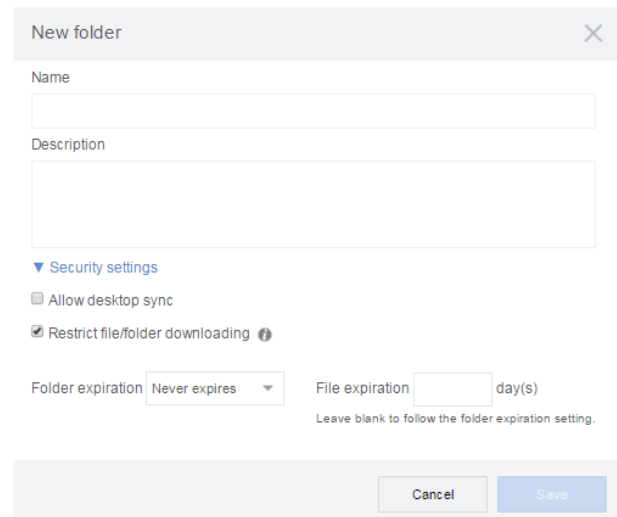 New folder
Name
Description
▼ Security settings
Allow desktop sync
Restrict file/folder downloading
Folder expiration Never expires File expiration day(s)
Leave blank to follow the folder expiration setting.
Cancel Save